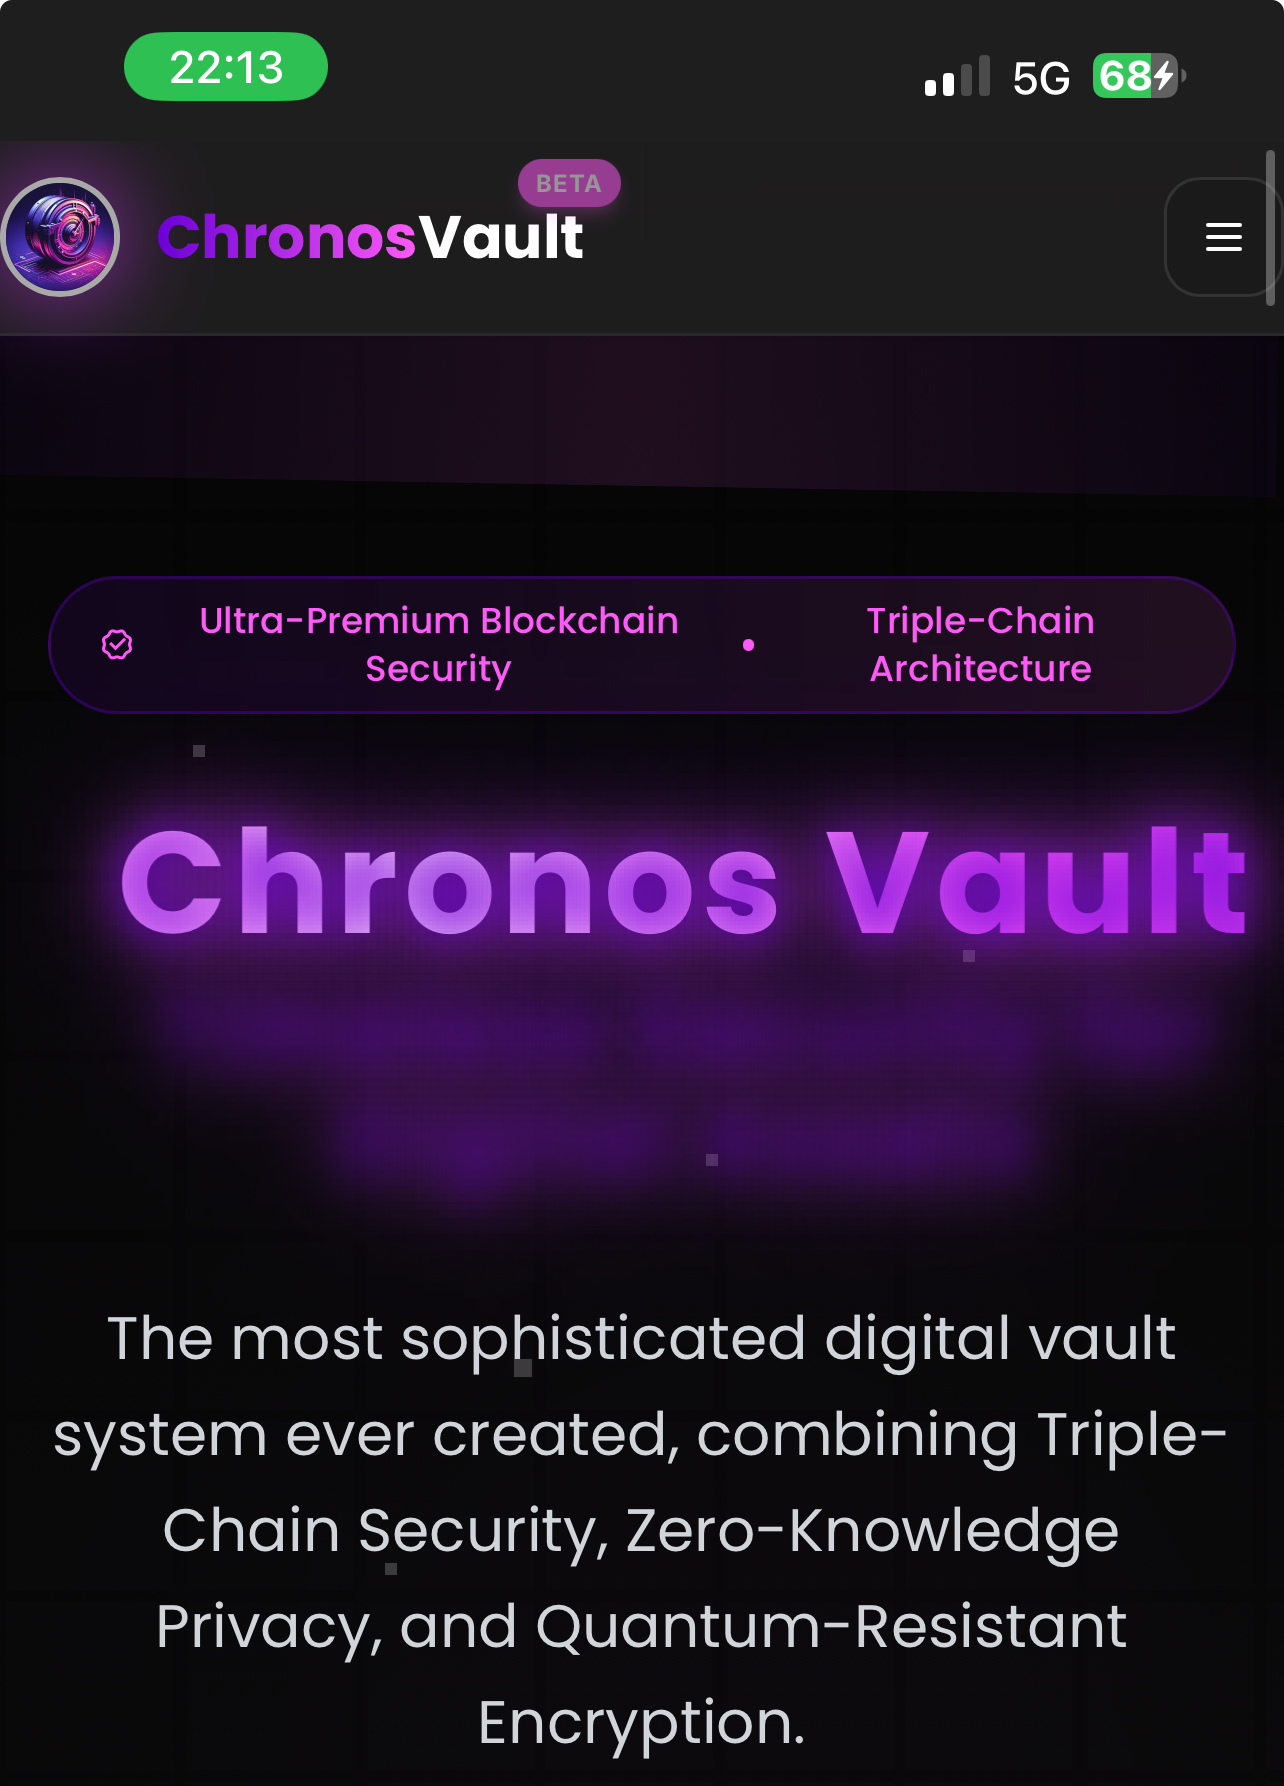 22:13
5G
68
BETA
ChronosVault
Ultra-Premium Blockchain
Security
•
Triple-Chain
Architecture
Chronos Vault
The most sophisticated digital vault
system ever created, combining Triple-
Chain Security, Zero-Knowledge
Privacy, and Quantum-Resistant
Encryption.